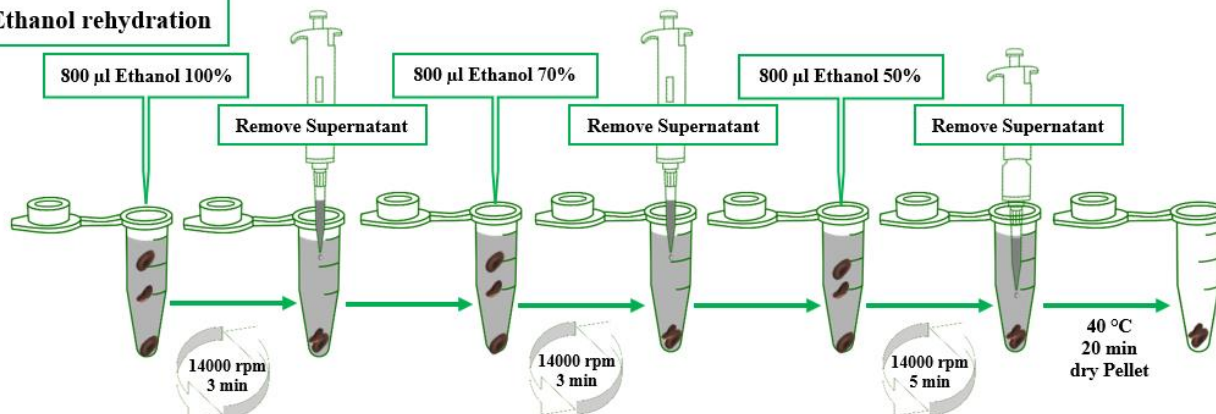 Ethanol rehydration
800 µl Ethanol 100%
Remove Supernatant
800 µl Ethanol 70%
Remove Supernatant
800 µl Ethanol 50%
Remove Supernatant
14000 rpm
3 min
14000 rpm
3 min
14000 rpm
5 min
40 °C
20 min
dry Pellet